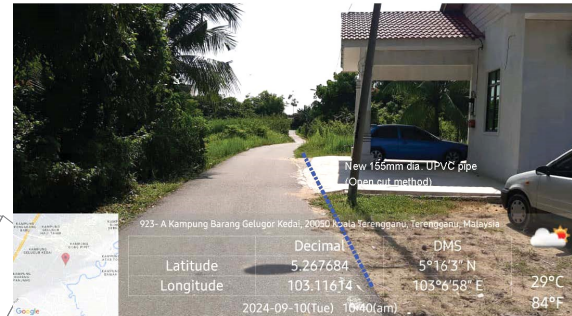 New 155mm dia. UPVC pipe
(Open cut method)
923- A Kampung Barang Gelugor Kedai, 20050 Kuala Terengganu, Terengganu, Malaysia
Decimal DMS
Latitude 5.267684 5°16'3" N
Longitude 103.11614 103°6'58" E
29°C
84°F
2024-09-10(Tue) 10:40(am)
Google